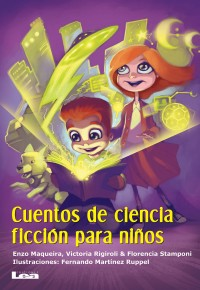 Cuentos de ciencia
ficción para niños
Enzo Maqueira, Victoria Rigiroli & Florencia Stamponi
Ilustraciones: Fernando Martínez Ruppel
Lea